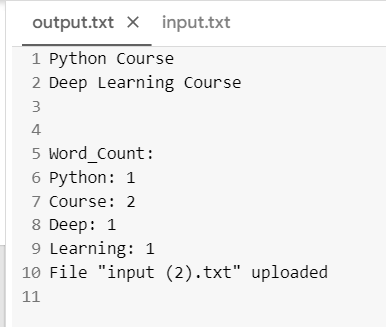 output.txt × input.txt
1 Python Course
2 Deep Learning Course
3
4
5 Word_Count:
6 Python: 1
7 Course: 2
8 Deep: 1
9 Learning: 1
10 File "input (2).txt" uploaded
11